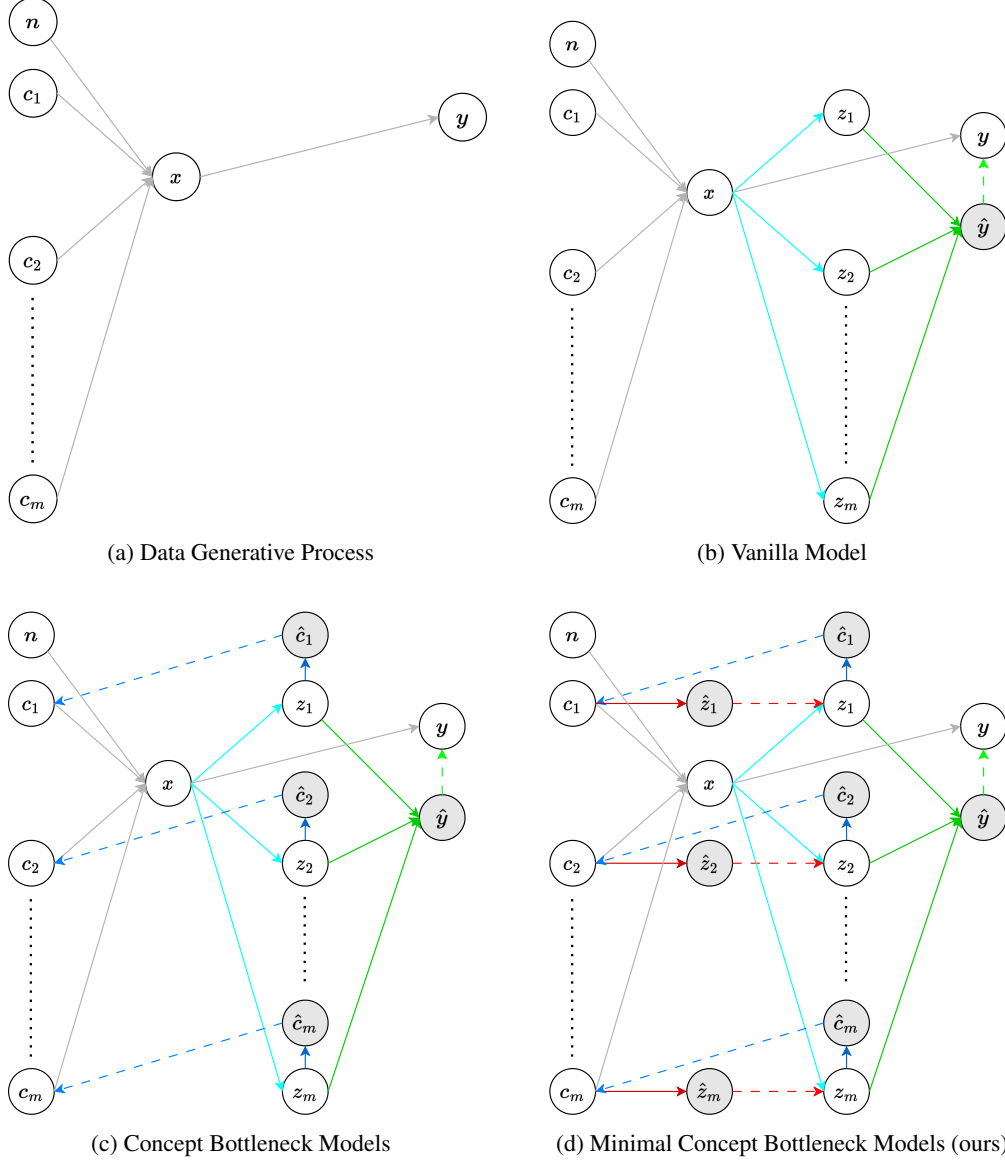 n
c₁
y
x
c₂
cₘ
(a) Data Generative Process
n
c₁
z₁
y
x
ŷ
c₂
z₂
cₘ
zₘ
(b) Vanilla Model
n
ĉ₁
c₁
z₁
y
x
ĉ₂
ŷ
c₂
z₂
ĉₘ
cₘ
zₘ
(c) Concept Bottleneck Models
n
ĉ₁
c₁
ẑ₁
z₁
y
x
ĉ₂
ŷ
c₂
ẑ₂
z₂
ĉₘ
cₘ
ẑₘ
zₘ
(d) Minimal Concept Bottleneck Models (ours)